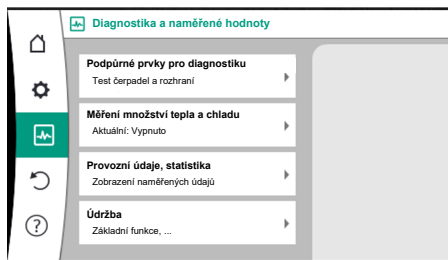 Diagnostika a naměřené hodnoty
Podpůrné prvky pro diagnostiku
Test čerpadel a rozhraní
Měření množství tepla a chladu
Aktuální: Vypnuto
Provozní údaje, statistika
Zobrazení naměřených údajů
Údržba
Základní funkce, ...
?